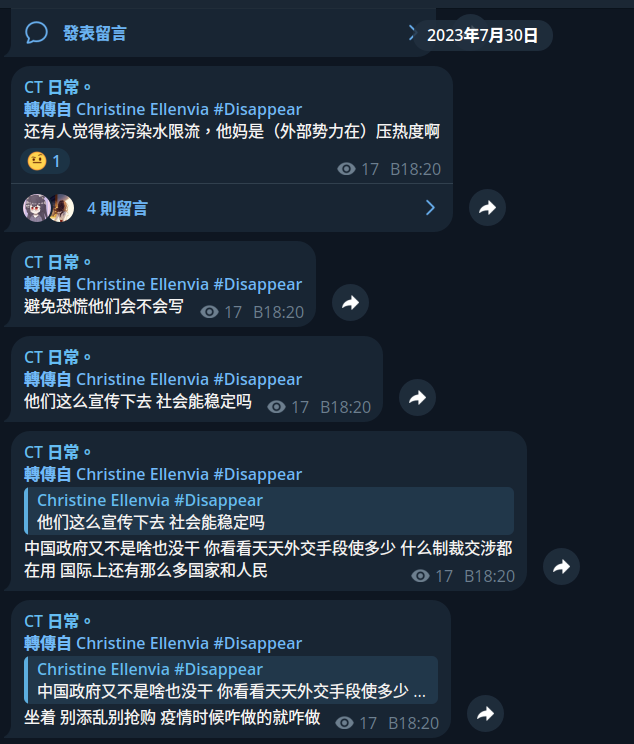 發表留言
2023年7月30日
CT 日常。
轉傳自 Christine Ellenvia #Disappear
还有人觉得核污染水限流，他妈是（外部势力在）压热度啊
🤨 1
17 B18:20
4 則留言
CT 日常。
轉傳自 Christine Ellenvia #Disappear
避免恐慌他们会不会写 17 B18:20
CT 日常。
轉傳自 Christine Ellenvia #Disappear
他们这么宣传下去 社会能稳定吗 17 B18:20
CT 日常。
轉傳自 Christine Ellenvia #Disappear
Christine Ellenvia #Disappear
他们这么宣传下去 社会能稳定吗
中国政府又不是啥也没干 你看看天天外交手段使多少 什么制裁交涉都
在用 国际上还有那么多国家和人民 17 B18:20
CT 日常。
轉傳自 Christine Ellenvia #Disappear
Christine Ellenvia #Disappear
中国政府又不是啥也没干 你看看天天外交手段使多少 ...
坐着 别添乱别抢购 疫情时候咋做的就咋做 17 B18:20